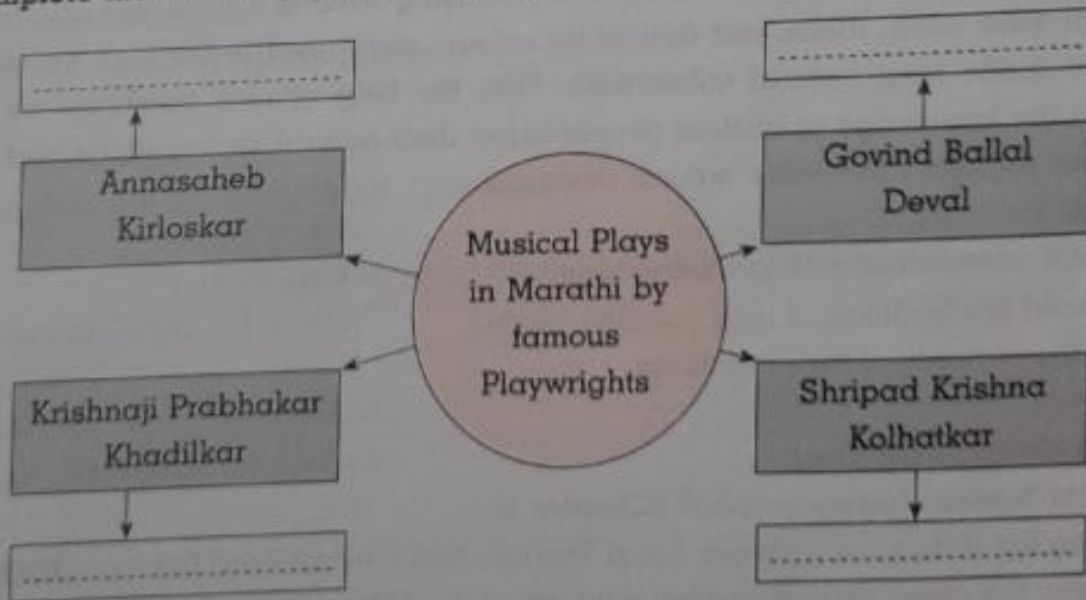 Annasaheb
Kirloskar
Govind Ballal
Deval
Musical Plays
in Marathi by
famous
Playwrights
Krishnaji Prabhakar
Khadilkar
Shripad Krishna
Kolhatkar